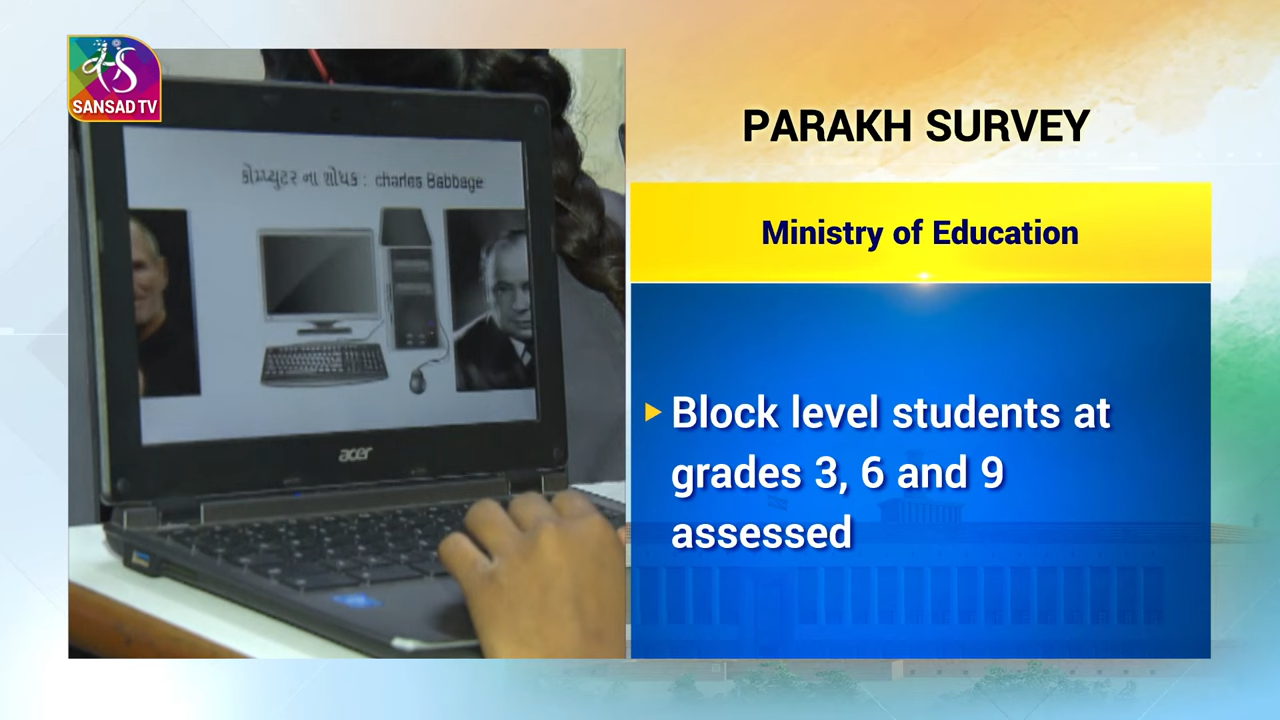 SANSAD TV
કોમ્પ્યુટર ના શોધક : charles Babbage
acer
PARAKH SURVEY
Ministry of Education
Block level students at
grades 3, 6 and 9
assessed